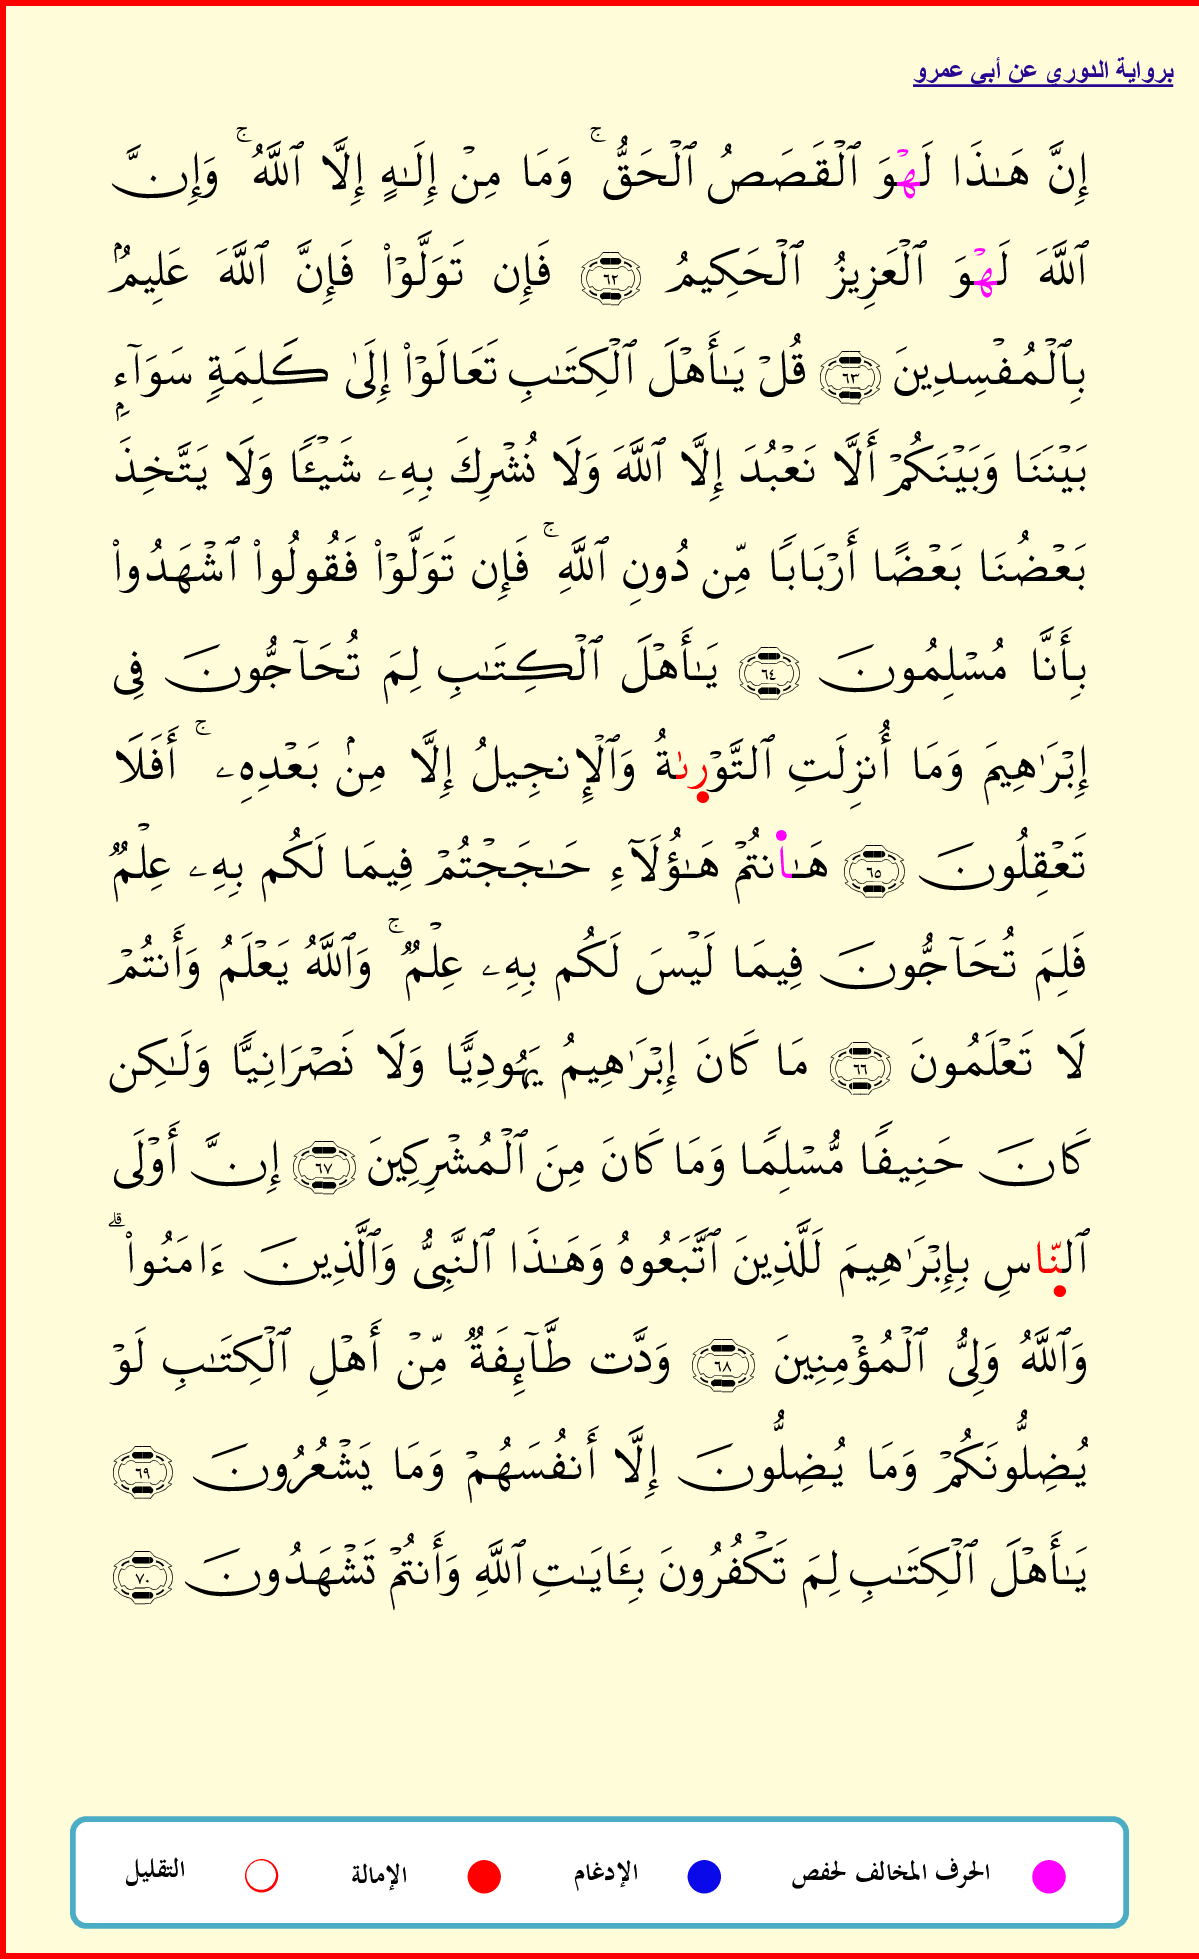 برواية الدوري عن أبي عمرو
إِنَّ هَـٰذَا لَهْوَ ٱلْقَصَصُ ٱلْحَقُّ ۚ وَمَا مِنْ إِلَـٰهٍ إِلَّا ٱللَّهُ ۚ وَإِنَّ
ٱللَّهَ لَهْوَ ٱلْعَزِيزُ ٱلْحَكِيمُ ٦٢ فَإِن تَوَلَّوْا۟ فَإِنَّ ٱللَّهَ عَلِيمُۢ
بِٱلْمُفْسِدِينَ ٦٣ قُلْ يَـٰٓأَهْلَ ٱلْكِتَـٰبِ تَعَالَوْا۟ إِلَىٰ كَلِمَةٍ سَوَآءِۭ
بَيْنَنَا وَبَيْنَكُمْ أَلَّا نَعْبُدَ إِلَّا ٱللَّهَ وَلَا نُشْرِكَ بِهِۦ شَيْـًٔا وَلَا يَتَّخِذَ
بَعْضُنَا بَعْضًا أَرْبَابًا مِّن دُونِ ٱللَّهِ ۚ فَإِن تَوَلَّوْا۟ فَقُولُوا۟ ٱشْهَدُوا۟
بِأَنَّا مُسْلِمُونَ ٦٤ يَـٰٓأَهْلَ ٱلْكِتَـٰبِ لِمَ تُحَآجُّونَ فِى
إِبْرَٰهِيمَ وَمَا أُنزِلَتِ ٱلتَّوْرىٰةُ وَٱلْإِنجِيلُ إِلَّا مِنۢ بَعْدِهِۦ ۚ أَفَلَا
تَعْقِلُونَ ٦٥ هَـٰانتُمْ هَـٰؤُلَآءِ حَـٰجَجْتُمْ فِيمَا لَكُم بِهِۦ عِلْمٌ
فَلِمَ تُحَآجُّونَ فِيمَا لَيْسَ لَكُم بِهِۦ عِلْمٌ ۚ وَٱللَّهُ يَعْلَمُ وَأَنتُمْ
لَا تَعْلَمُونَ ٦٦ مَا كَانَ إِبْرَٰهِيمُ يَهُودِيًّا وَلَا نَصْرَانِيًّا وَلَـٰكِن
كَانَ حَنِيفًا مُّسْلِمًا وَمَا كَانَ مِنَ ٱلْمُشْرِكِينَ ٦٧ إِنَّ أَوْلَى
ٱلنّاسِ بِإِبْرَٰهِيمَ لَلَّذِينَ ٱتَّبَعُوهُ وَهَـٰذَا ٱلنَّبِىُّ وَٱلَّذِينَ ءَامَنُوا۟ ۗ
وَٱللَّهُ وَلِىُّ ٱلْمُؤْمِنِينَ ٦٨ وَدَّت طَّآئِفَةٌ مِّنْ أَهْلِ ٱلْكِتَـٰبِ لَوْ
يُضِلُّونَكُمْ وَمَا يُضِلُّونَ إِلَّا أَنفُسَهُمْ وَمَا يَشْعُرُونَ ٦٩
يَـٰٓأَهْلَ ٱلْكِتَـٰبِ لِمَ تَكْفُرُونَ بِـَٔايَـٰتِ ٱللَّهِ وَأَنتُمْ تَشْهَدُونَ ٧٠
الحرف المخالف لحفص الإدغام الإمالة التقليل